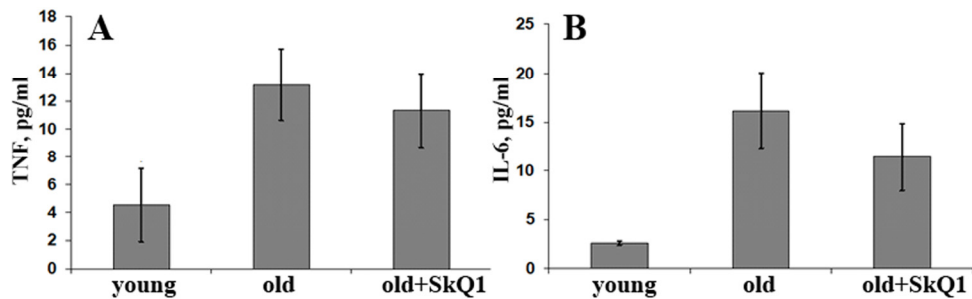 A
TNF, pg/ml
18
16
14
12
10
8
6
4
2
0
young
old
old+SkQ1
B
IL-6, pg/ml
25
20
15
10
5
0
young
old
old+SkQ1